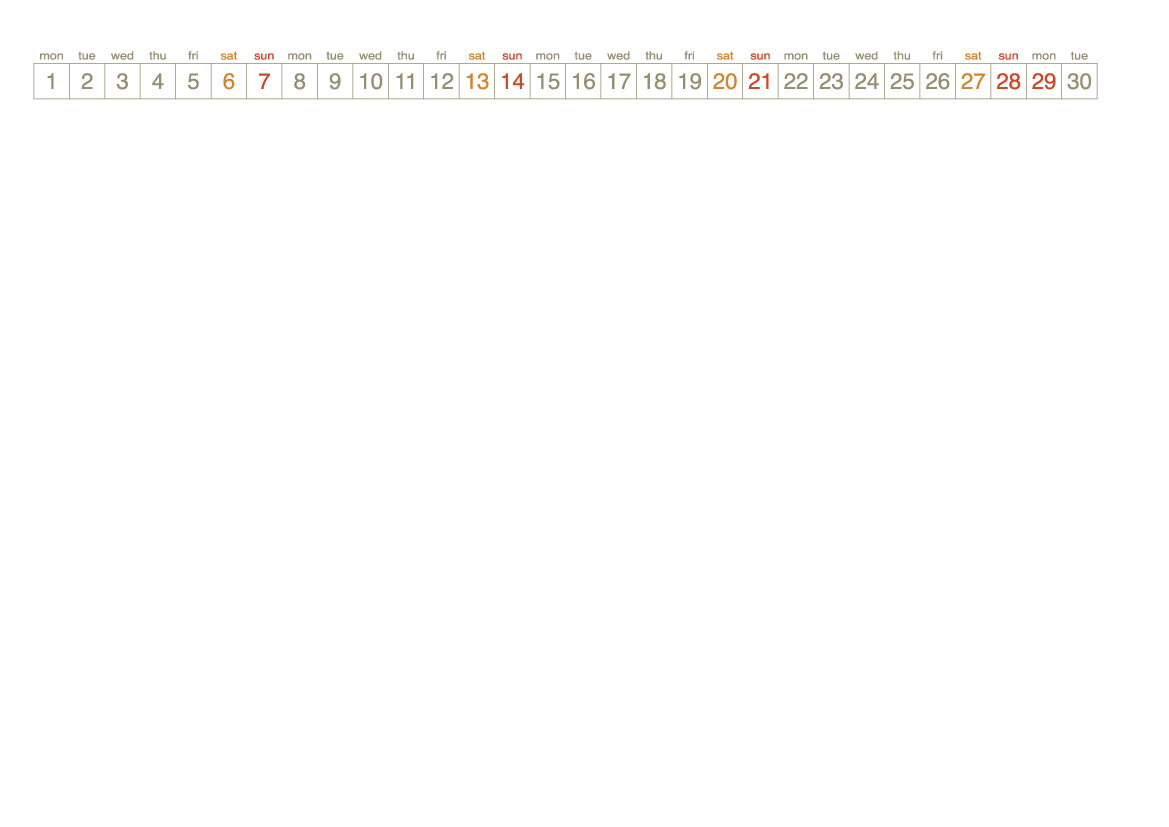 mon tue wed thu fri sat sun mon tue wed thu fri sat sun mon tue wed thu fri sat sun mon tue wed thu fri sat sun mon tue
1 2 3 4 5 6 7 8 9 10 11 12 13 14 15 16 17 18 19 20 21 22 23 24 25 26 27 28 29 30